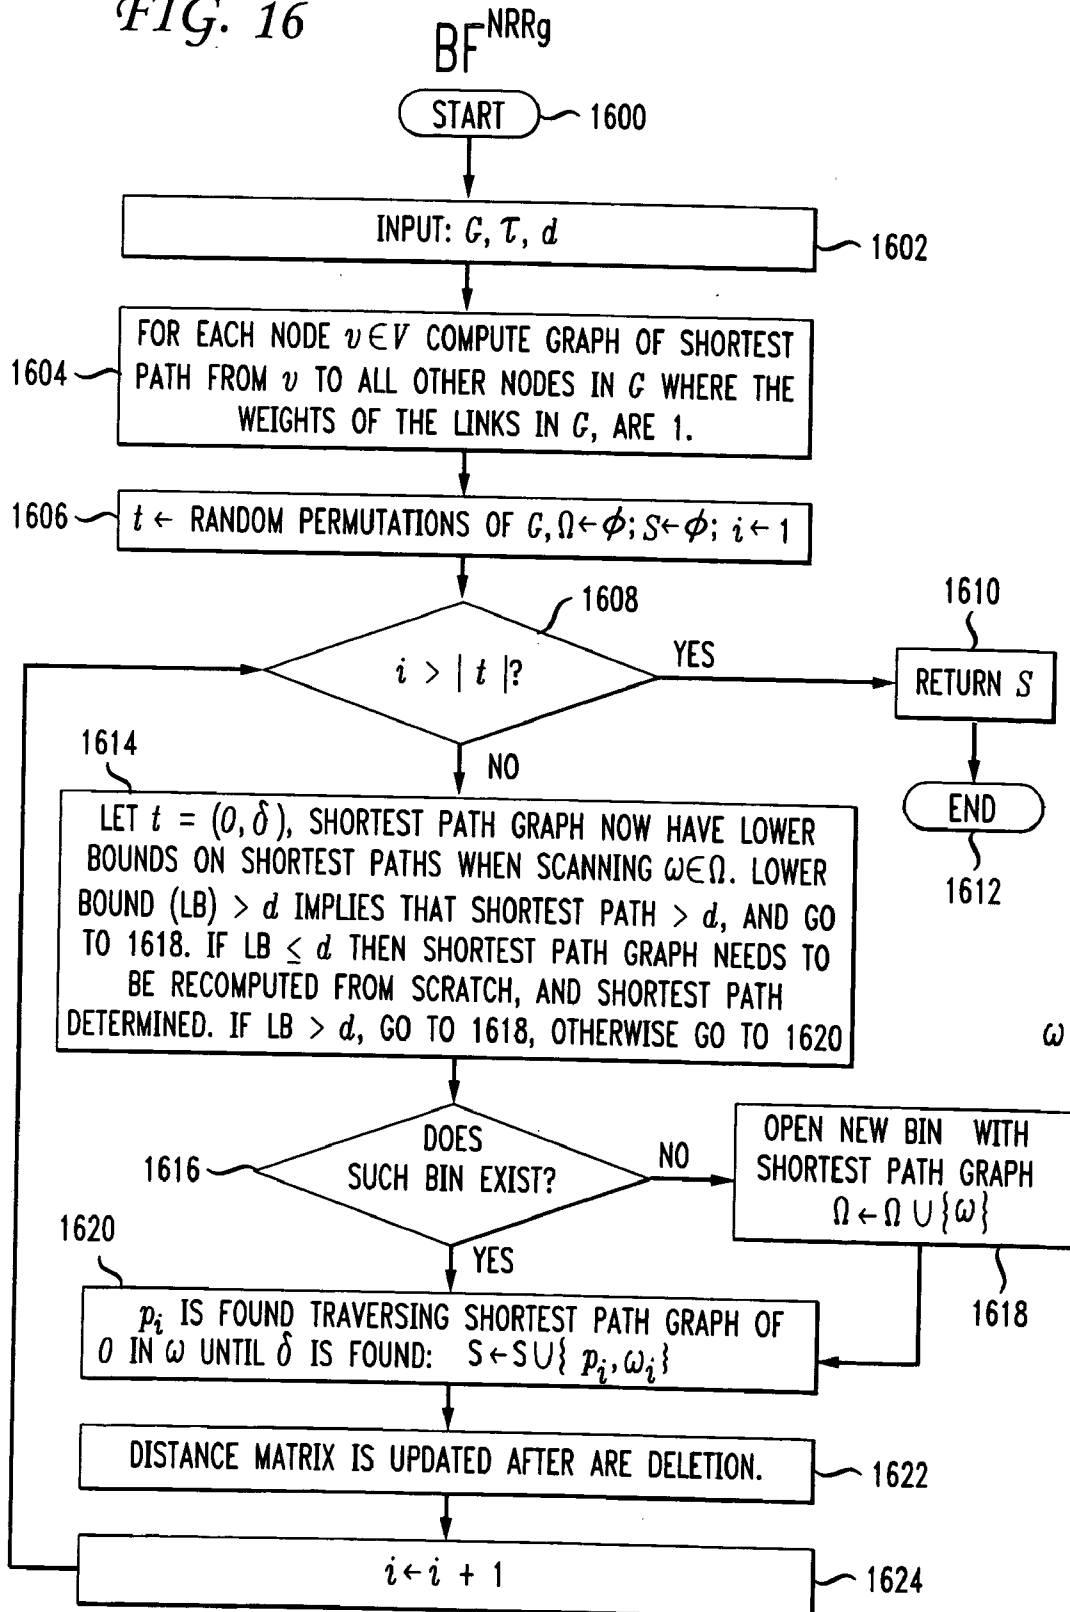 FIG. 16
BF^NRRg
START
1600
INPUT: G, τ, d
1602
FOR EACH NODE v∈V COMPUTE GRAPH OF SHORTEST
PATH FROM v TO ALL OTHER NODES IN G WHERE THE
WEIGHTS OF THE LINKS IN G, ARE 1.
1604
t ← RANDOM PERMUTATIONS OF G, Ω←ϕ; S←ϕ; i←1
1606
i > | t |?
1608
YES
1610
RETURN S
END
1612
NO
1614
LET t = (O, δ), SHORTEST PATH GRAPH NOW HAVE LOWER
BOUNDS ON SHORTEST PATHS WHEN SCANNING ω∈Ω. LOWER
BOUND (LB) > d IMPLIES THAT SHORTEST PATH > d, AND GO
TO 1618. IF LB ≤ d THEN SHORTEST PATH GRAPH NEEDS TO
BE RECOMPUTED FROM SCRATCH, AND SHORTEST PATH
DETERMINED. IF LB > d, GO TO 1618, OTHERWISE GO TO 1620
ω
DOES
SUCH BIN EXIST?
1616
NO
OPEN NEW BIN WITH
SHORTEST PATH GRAPH
Ω ← Ω ∪ {ω}
1618
YES
1620
p_i IS FOUND TRAVERSING SHORTEST PATH GRAPH OF
O IN ω UNTIL δ IS FOUND: S←S∪{ p_i, ω_i}
DISTANCE MATRIX IS UPDATED AFTER ARE DELETION.
1622
i←i + 1
1624